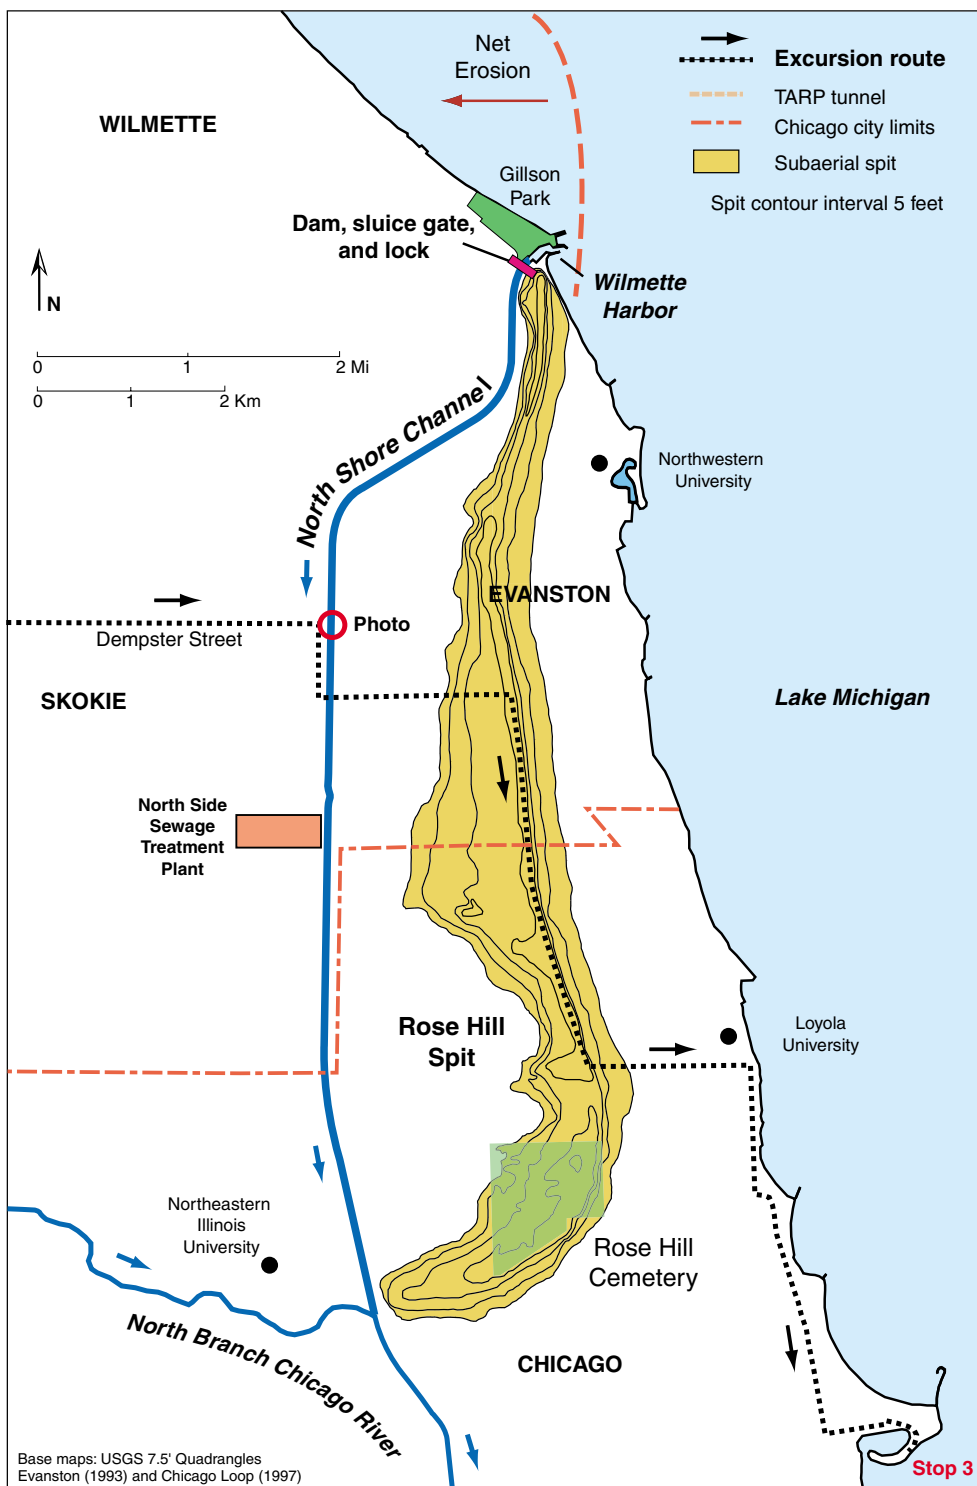 Net
Erosion
Excursion route
TARP tunnel
Chicago city limits
Subaerial spit
Spit contour interval 5 feet
WILMETTE
Gillson
Park
Dam, sluice gate,
and lock
Wilmette
Harbor
N
0 1 2 Mi
0 1 2 Km
North Shore Channel
Northwestern
University
EVANSTON
Photo
Dempster Street
SKOKIE
Lake Michigan
North Side
Sewage
Treatment
Plant
Rose Hill
Spit
Loyola
University
Northeastern
Illinois
University
Rose Hill
Cemetery
North Branch Chicago River
CHICAGO
Base maps: USGS 7.5' Quadrangles
Evanston (1993) and Chicago Loop (1997)
Stop 3